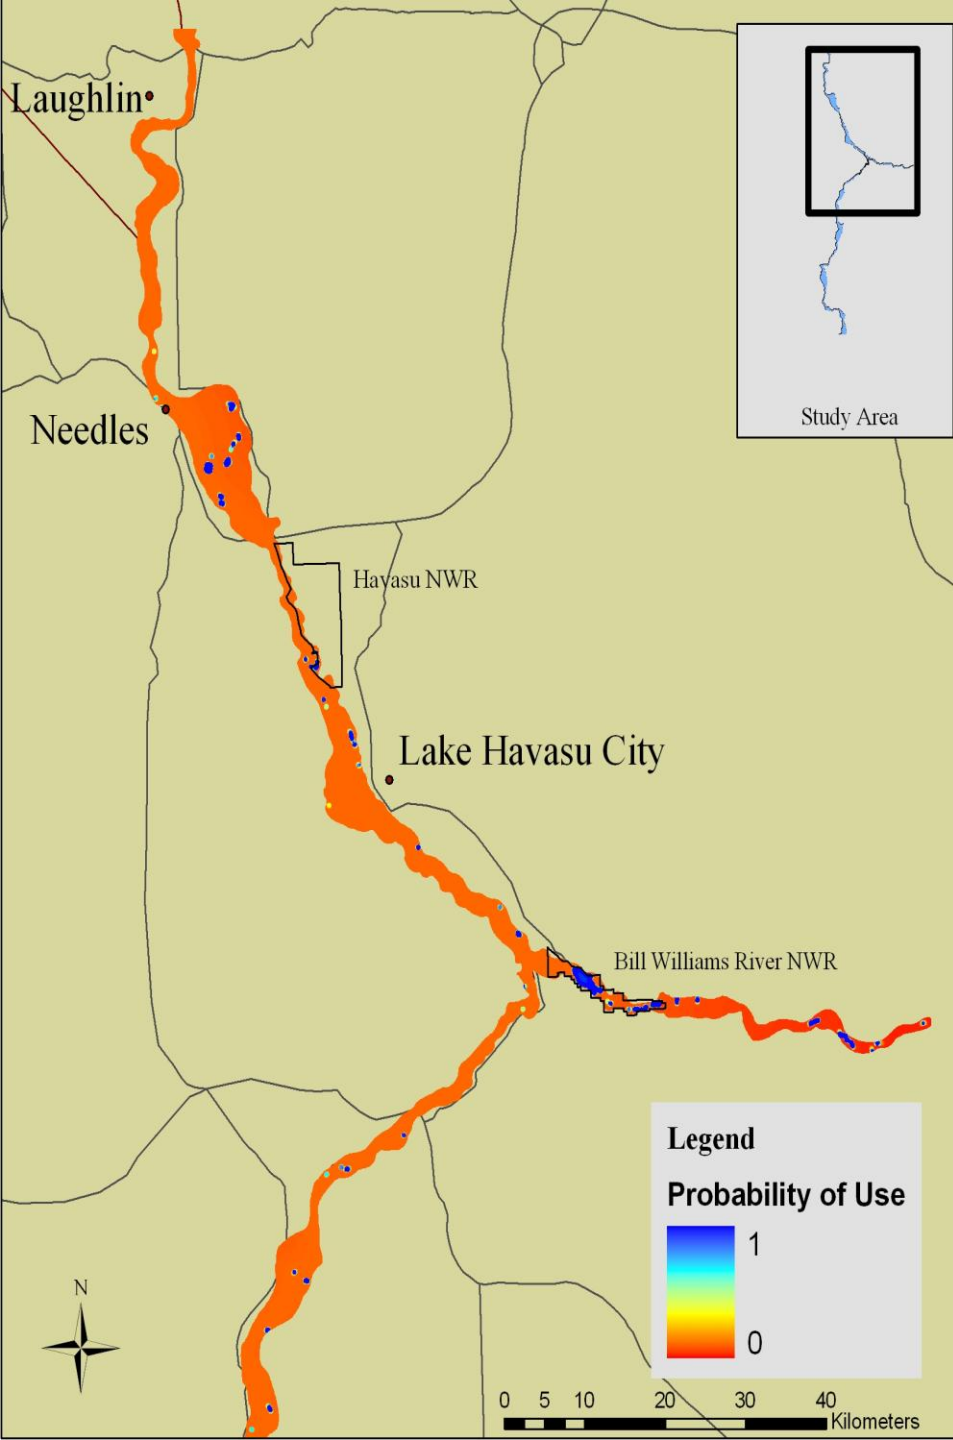 Laughlin
Study Area
Needles
Havasu NWR
Lake Havasu City
Bill Williams River NWR
Legend
Probability of Use
1
0
N
0 5 10 20 30 40
Kilometers